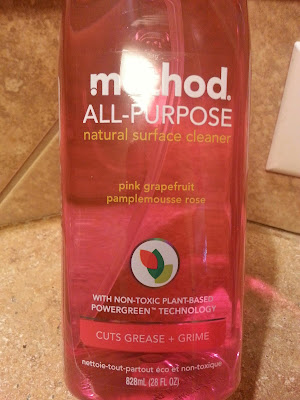 method.
ALL-PURPOSE
natural surface cleaner
pink grapefruit
pamplemousse rose
WITH NON-TOXIC PLANT-BASED
POWERGREEN™ TECHNOLOGY
CUTS GREASE + GRIME
nettoie-tout-partout éco et non-toxique
828mL (28 FL OZ)